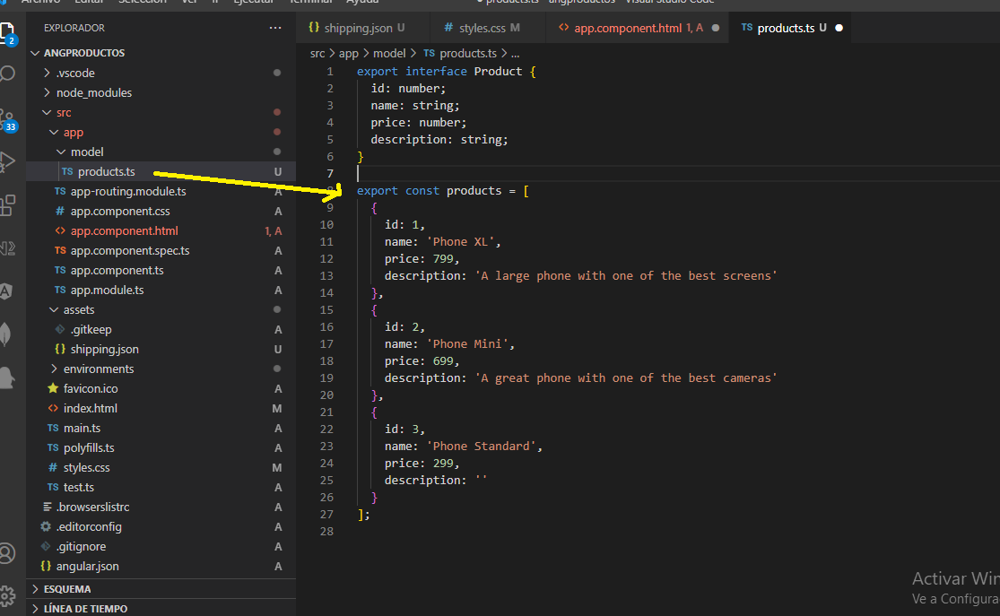 Archivo Editar Selección Ver Ir Ejecutar Terminal Ayuda
products.ts - angproductos - Visual Studio Code
EXPLORADOR ...
shipping.json U
# styles.css M
<> app.component.html 1, A
TS products.ts U
ANGPRODUCTOS
src > app > model > TS products.ts > ...
.vscode
node_modules
src
app
model
TS products.ts U
TS app-routing.module.ts A
# app.component.css A
<> app.component.html 1, A
TS app.component.spec.ts A
TS app.component.ts A
TS app.module.ts A
assets
.gitkeep A
{} shipping.json U
environments
favicon.ico A
<> index.html M
TS main.ts A
TS polyfills.ts A
# styles.css M
TS test.ts A
.browserslistrc A
.editorconfig A
.gitignore A
{} angular.json A
ESQUEMA
LÍNEA DE TIEMPO
2
33
1 export interface Product {
2 id: number;
3 name: string;
4 price: number;
5 description: string;
6 }
7
8 export const products = [
9 {
10 id: 1,
11 name: 'Phone XL',
12 price: 799,
13 description: 'A large phone with one of the best screens'
14 },
15 {
16 id: 2,
17 name: 'Phone Mini',
18 price: 699,
19 description: 'A great phone with one of the best cameras'
20 },
21 {
22 id: 3,
23 name: 'Phone Standard',
24 price: 299,
25 description: ''
26 }
27 ];
28
Activar Win
Ve a Configura